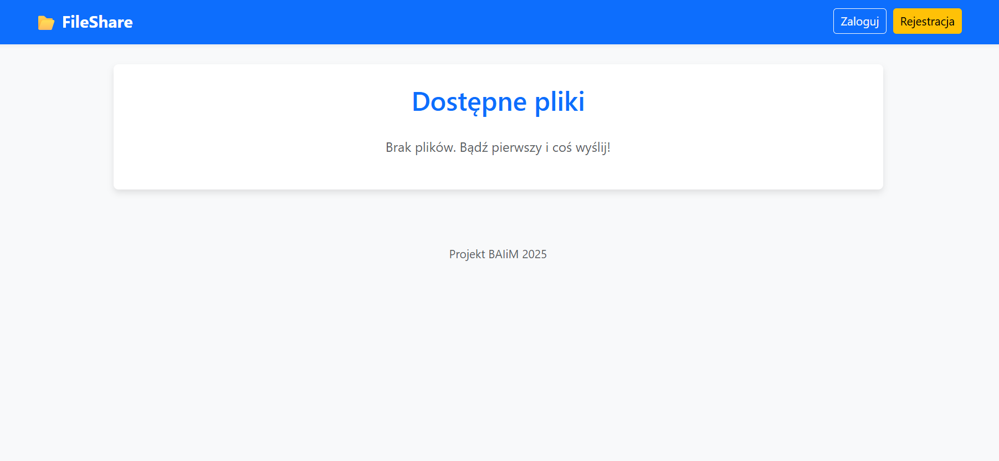 FileShare
Zaloguj
Rejestracja
Dostępne pliki
Brak plików. Bądź pierwszy i coś wyślij!
Projekt BAIiM 2025